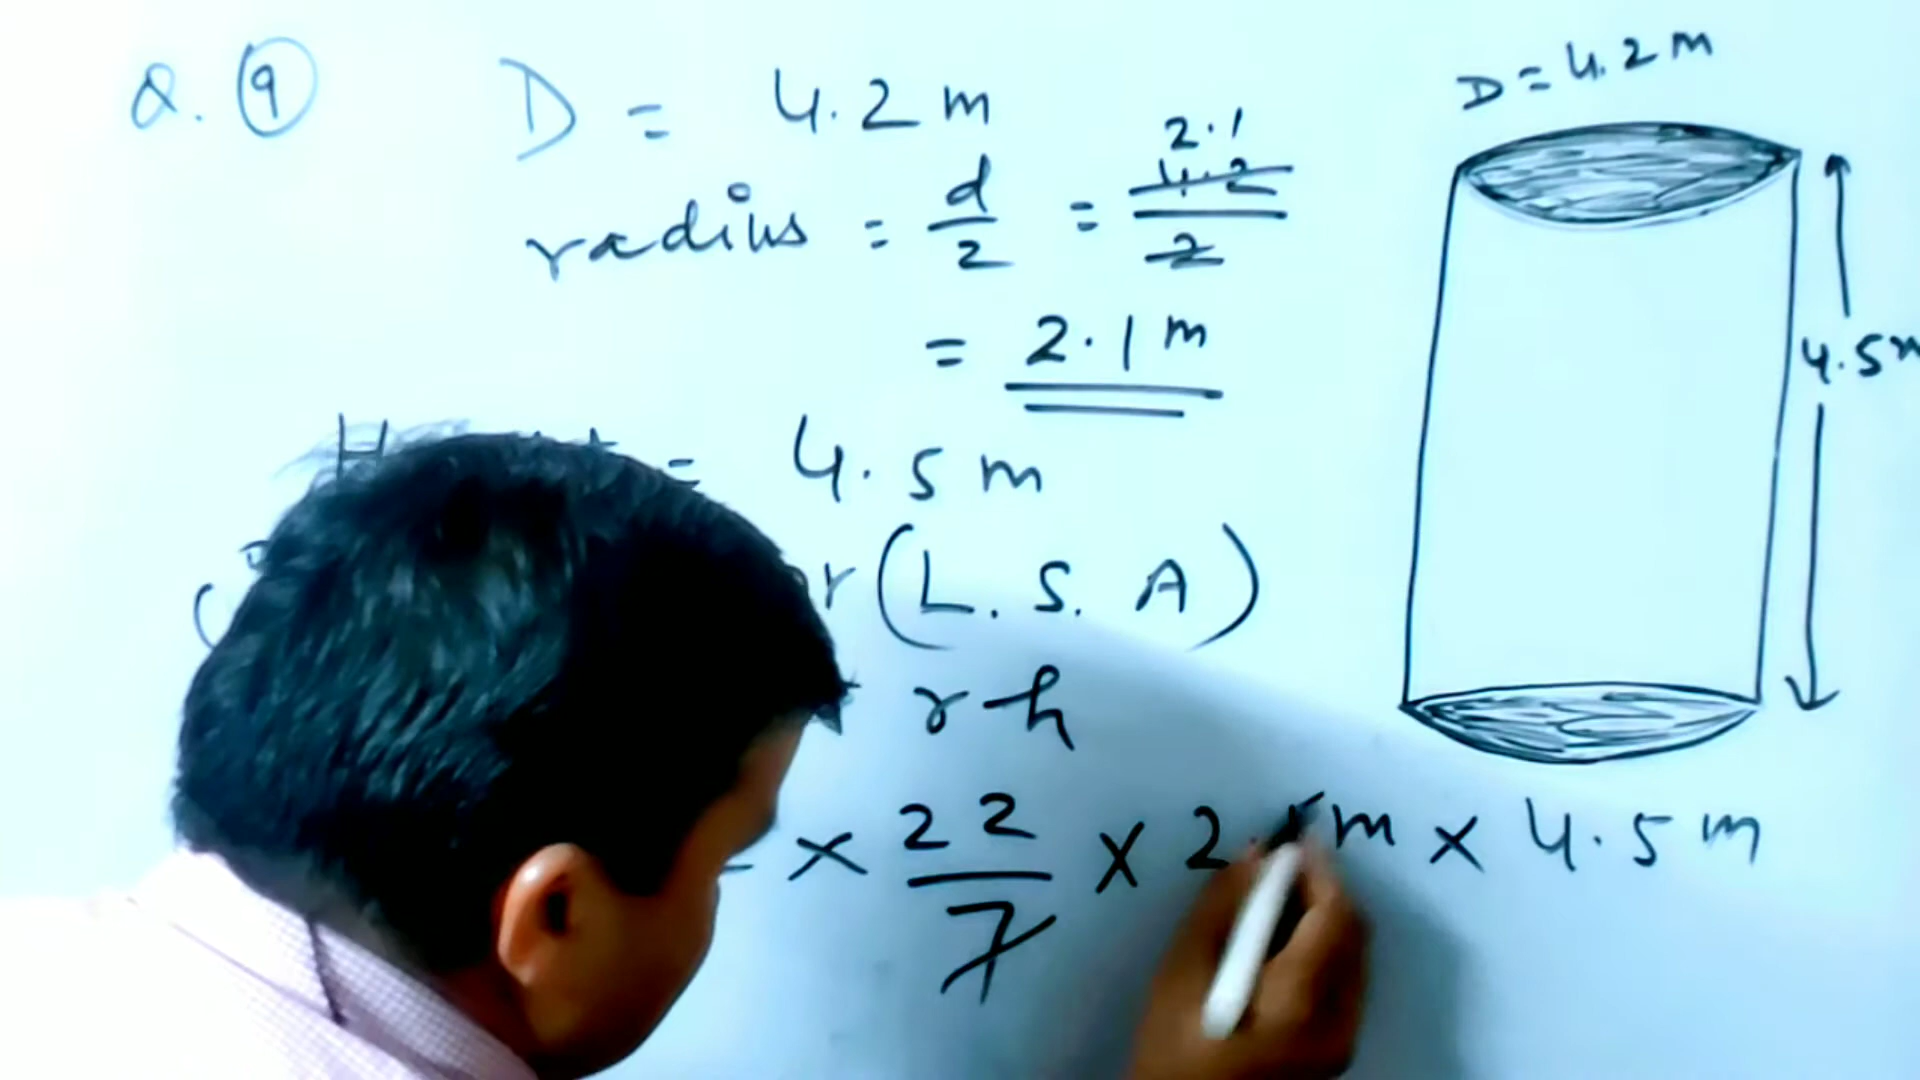 Q. 9
D = 4.2 m
D = 4.2 m
radius = d/2 = 4.2/2 2.1
= 2.1 m
= 4.5 m
4.5m
(L. S. A)
r h
× 22/7 × 2. m × 4.5 m